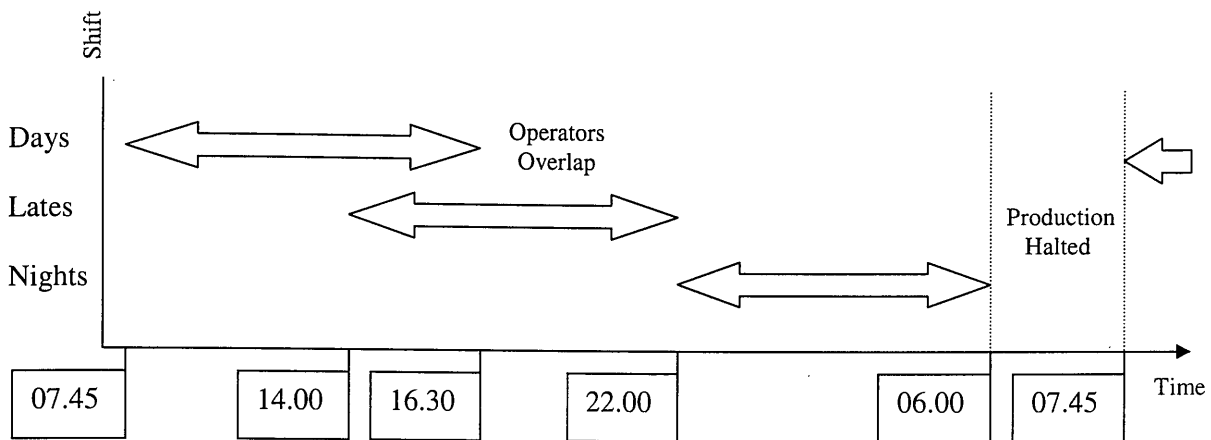 Shift
Days
Operators
Overlap
Lates
Production
Halted
Nights
07.45
14.00
16.30
22.00
06.00
07.45
Time